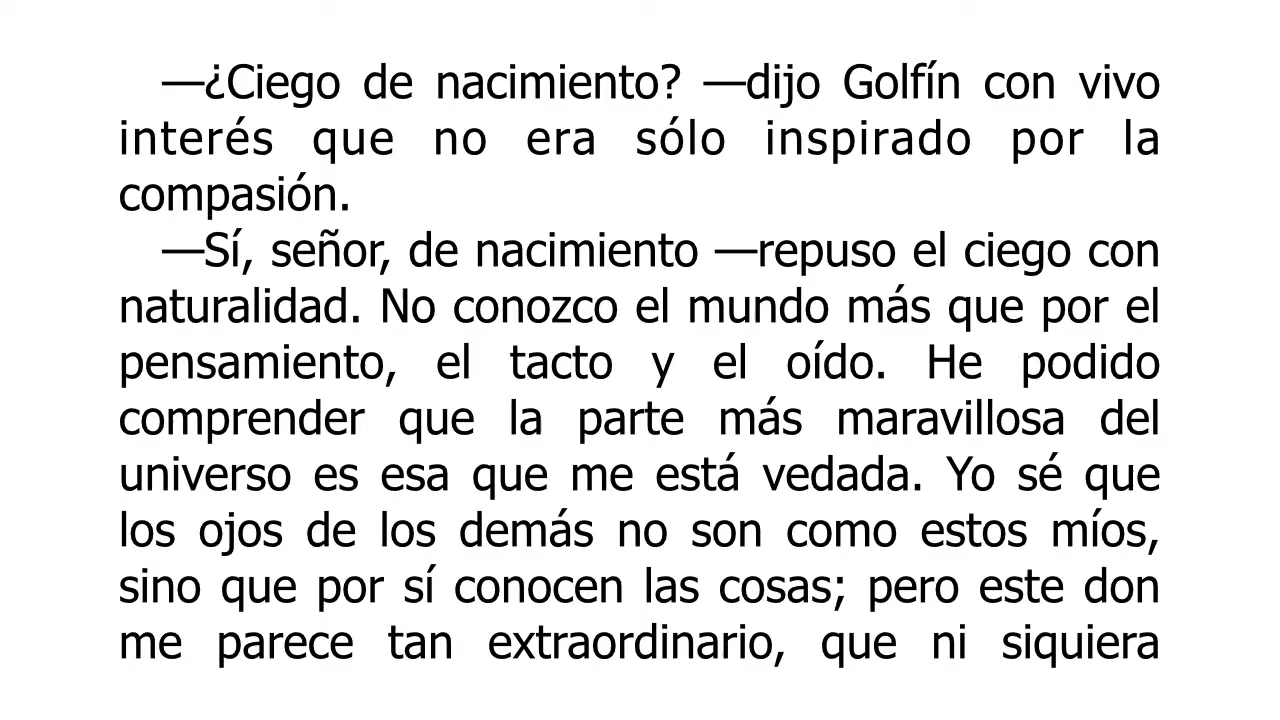 —¿Ciego de nacimiento? —dijo Golfín con vivo
interés que no era sólo inspirado por la
compasión.
—Sí, señor, de nacimiento —repuso el ciego con
naturalidad. No conozco el mundo más que por el
pensamiento, el tacto y el oído. He podido
comprender que la parte más maravillosa del
universo es esa que me está vedada. Yo sé que
los ojos de los demás no son como estos míos,
sino que por sí conocen las cosas; pero este don
me parece tan extraordinario, que ni siquiera